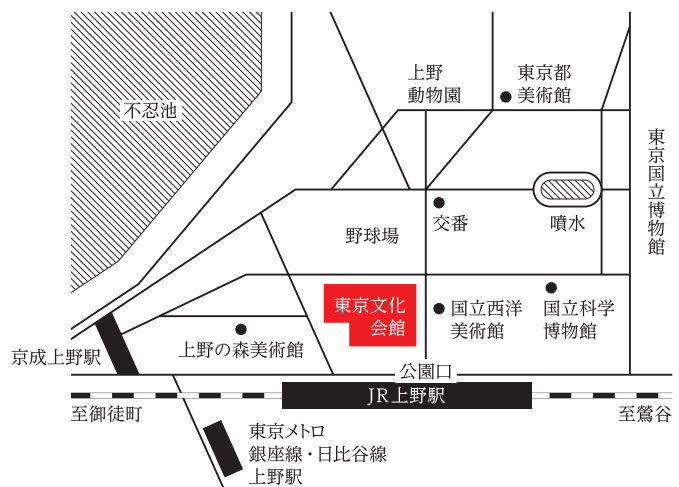 上野
動物園
東京都
美術館
不忍池
東京国立博物館
交番
噴水
野球場
東京文化
会館
国立西洋
美術館
国立科学
博物館
上野の森美術館
京成上野駅
公園口
JR上野駅
至御徒町
至鶯谷
東京メトロ
銀座線・日比谷線
上野駅